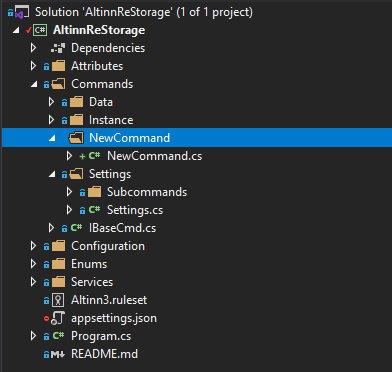 Solution 'AltinnReStorage' (1 of 1 project)
C# AltinnReStorage
Dependencies
Attributes
Commands
Data
Instance
NewCommand
+ C# NewCommand.cs
Settings
Subcommands
C# Settings.cs
C# IBaseCmd.cs
Configuration
Enums
Services
Altinn3.ruleset
appsettings.json
C# Program.cs
M README.md